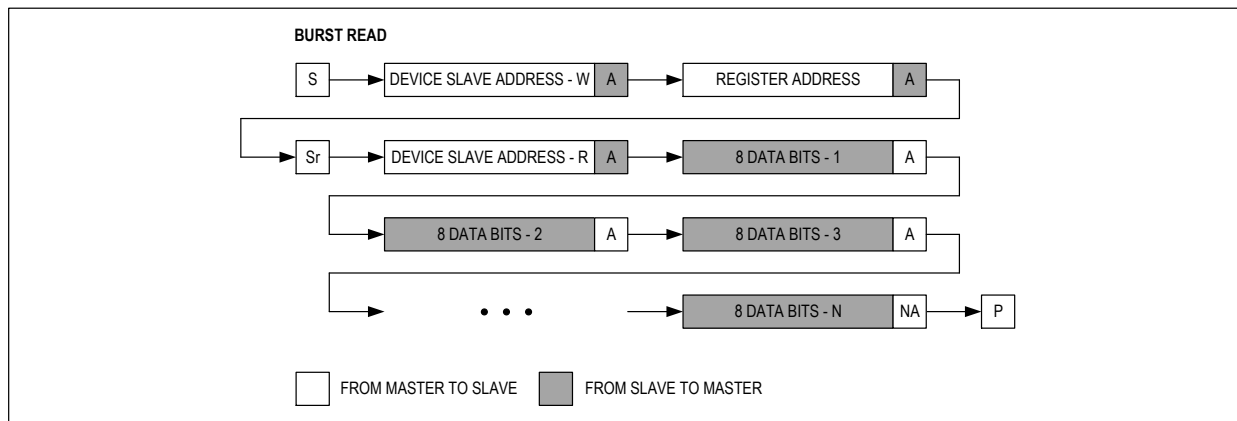 BURST READ
S DEVICE SLAVE ADDRESS - W A REGISTER ADDRESS A
Sr DEVICE SLAVE ADDRESS - R A 8 DATA BITS - 1 A
8 DATA BITS - 2 A 8 DATA BITS - 3 A
• • • 8 DATA BITS - N NA P
FROM MASTER TO SLAVE FROM SLAVE TO MASTER